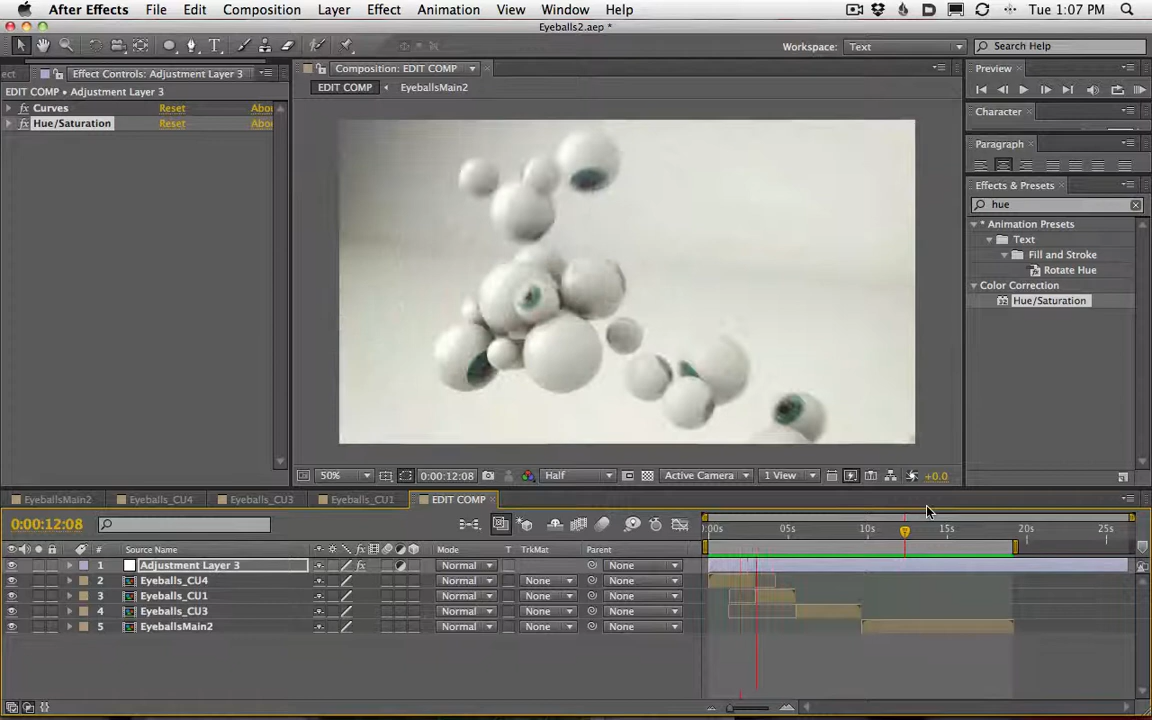 After Effects File Edit Composition Layer Effect Animation View Window Help Tue 1:07 PM
Eyeballs2.aep *
Workspace: Text Search Help
ect Effect Controls: Adjustment Layer 3
EDIT COMP • Adjustment Layer 3
fx Curves Reset Abou
fx Hue/Saturation Reset Abou
Composition: EDIT COMP
EDIT COMP EyeballsMain2
Preview
Character
Paragraph
Effects & Presets
hue
* Animation Presets
Text
Fill and Stroke
Rotate Hue
Color Correction
Hue/Saturation
50% 0:00:12:08 Half Active Camera 1 View +0.0
EyeballsMain2 Eyeballs_CU4 Eyeballs_CU3 Eyeballs_CU1 EDIT COMP
0:00:12:08
:00s 05s 10s 15s 20s 25s
# Source Name Mode T TrkMat Parent
1 Adjustment Layer 3 fx Normal None
2 Eyeballs_CU4 Normal None None
3 Eyeballs_CU1 Normal None None
4 Eyeballs_CU3 Normal None None
5 EyeballsMain2 Normal None None